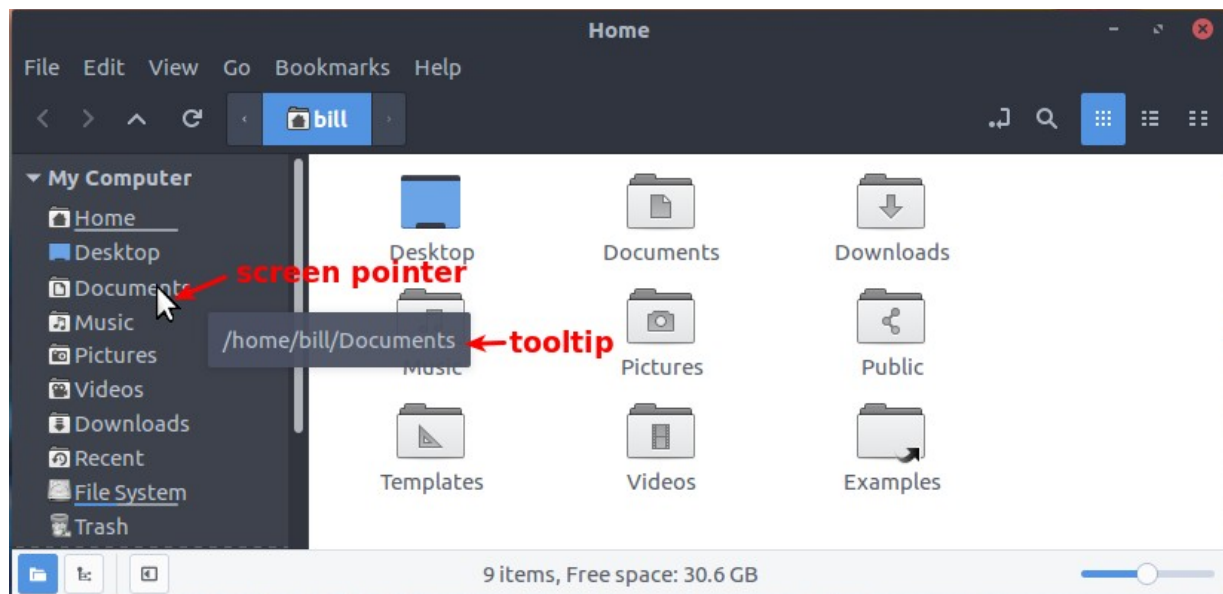 Home
File Edit View Go Bookmarks Help
bill
My Computer
Home
Desktop
Documents
Music
Pictures
Videos
Downloads
Recent
File System
Trash
Desktop Documents Downloads
screen pointer
/home/bill/Documents
tooltip
Music Pictures Public
Templates Videos Examples
9 items, Free space: 30.6 GB